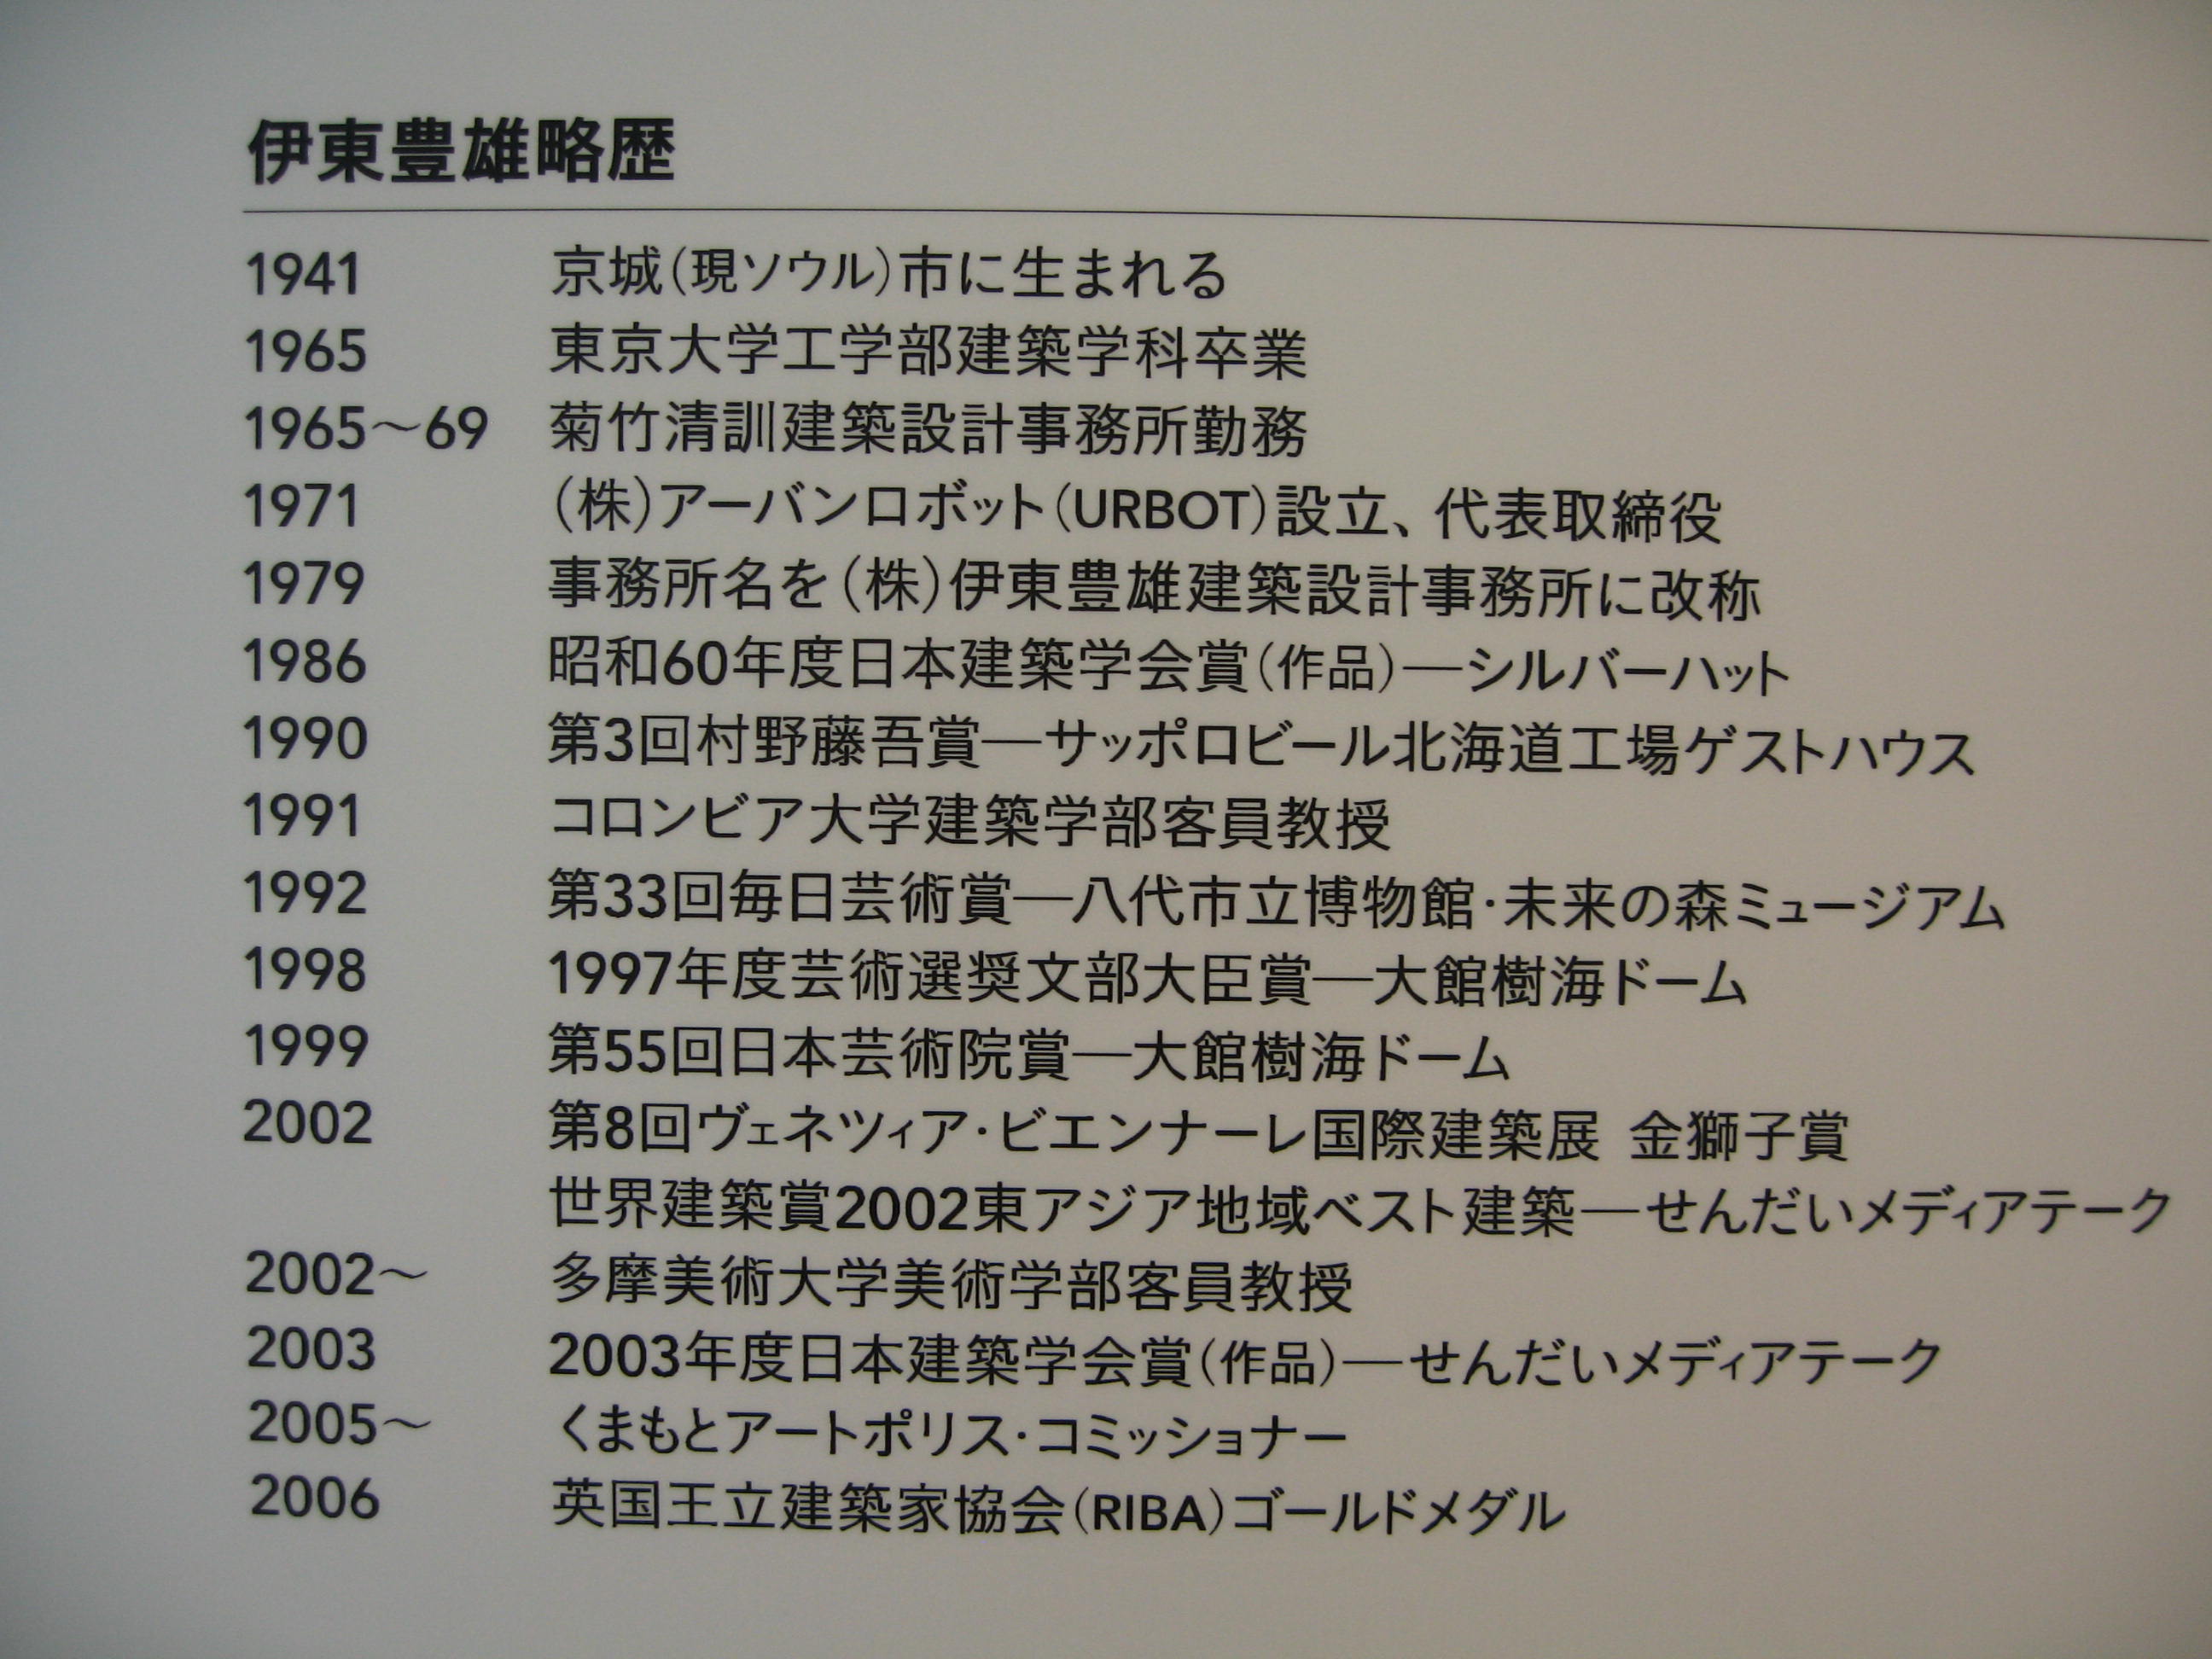 伊東豊雄略歴
1941 京城(現ソウル)市に生まれる
1965 東京大学工学部建築学科卒業
1965〜69 菊竹清訓建築設計事務所勤務
1971 (株)アーバンロボット(URBOT)設立、代表取締役
1979 事務所名を(株)伊東豊雄建築設計事務所に改称
1986 昭和60年度日本建築学会賞(作品)―シルバーハット
1990 第3回村野藤吾賞―サッポロビール北海道工場ゲストハウス
1991 コロンビア大学建築学部客員教授
1992 第33回毎日芸術賞―八代市立博物館・未来の森ミュージアム
1998 1997年度芸術選奨文部大臣賞―大館樹海ドーム
1999 第55回日本芸術院賞―大館樹海ドーム
2002 第8回ヴェネツィア・ビエンナーレ国際建築展 金獅子賞
世界建築賞2002東アジア地域ベスト建築―せんだいメディアテーク
2002〜 多摩美術大学美術学部客員教授
2003 2003年度日本建築学会賞(作品)―せんだいメディアテーク
2005〜 くまもとアートポリス・コミッショナー
2006 英国王立建築家協会(RIBA)ゴールドメダル